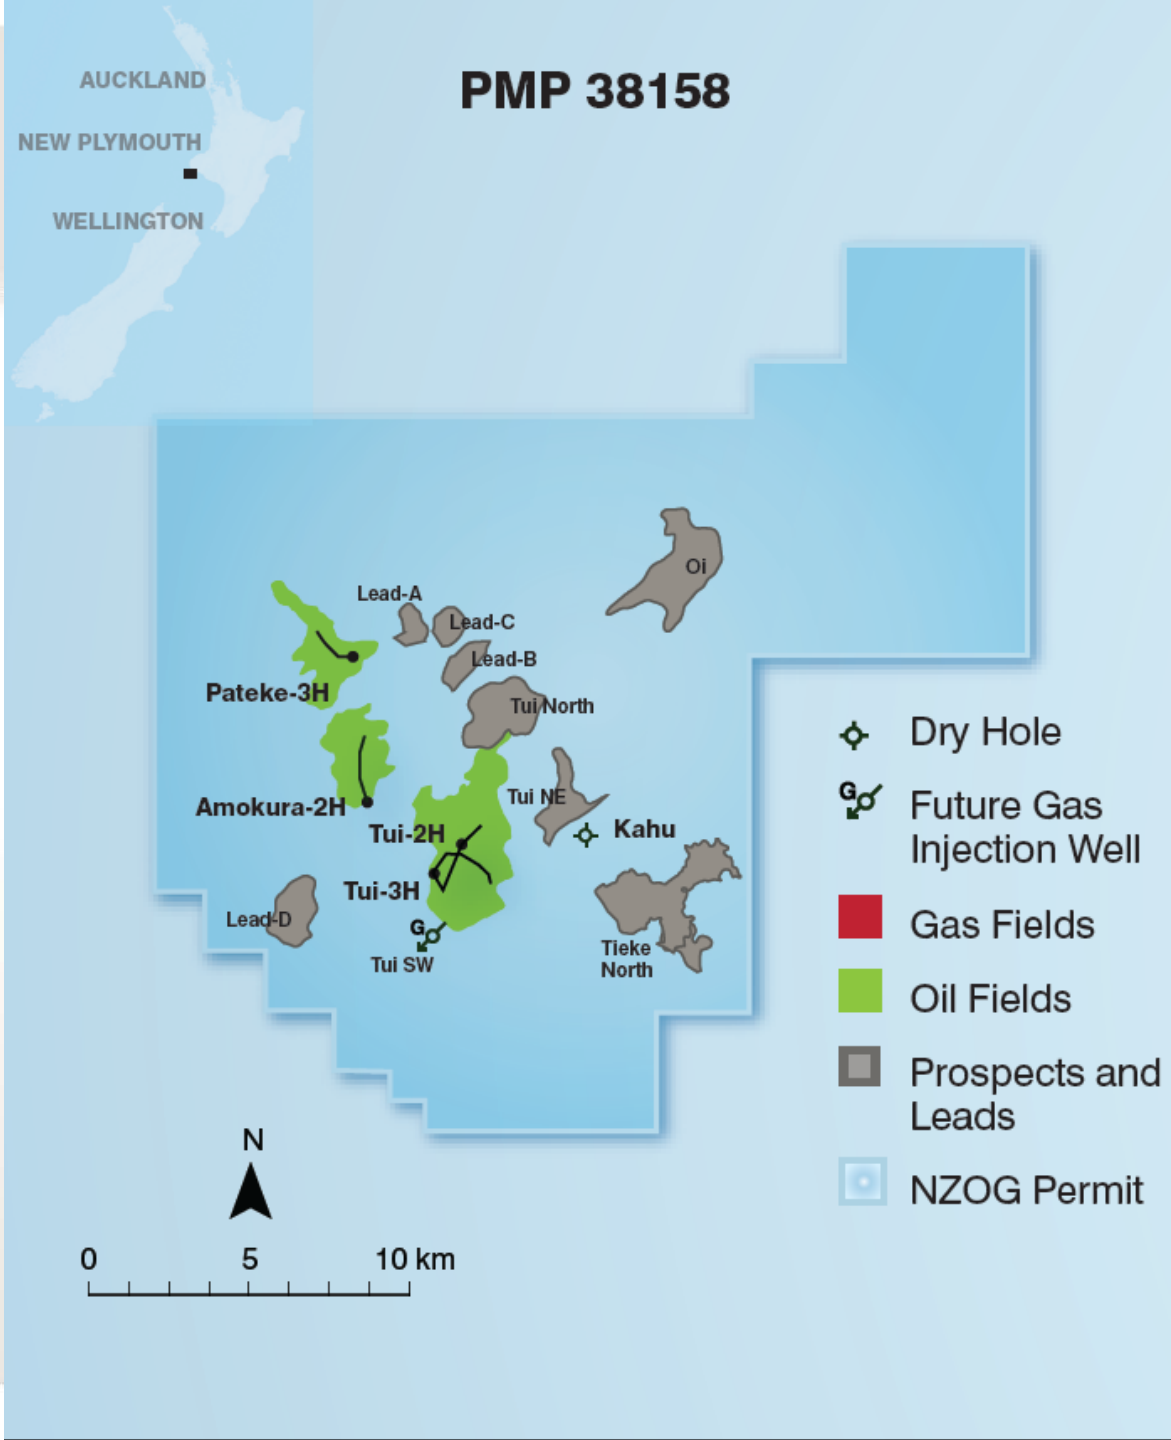 PMP 38158
AUCKLAND
NEW PLYMOUTH
WELLINGTON
Oi
Lead-A
Lead-C
Lead-B
Pateke-3H
Tui North
Tui NE
Amokura-2H
Tui-2H
Kahu
Tui-3H
Lead-D
G
Tui SW
Tieke
North
Dry Hole
G
Future Gas
Injection Well
Gas Fields
Oil Fields
Prospects and
Leads
NZOG Permit
N
0 5 10 km